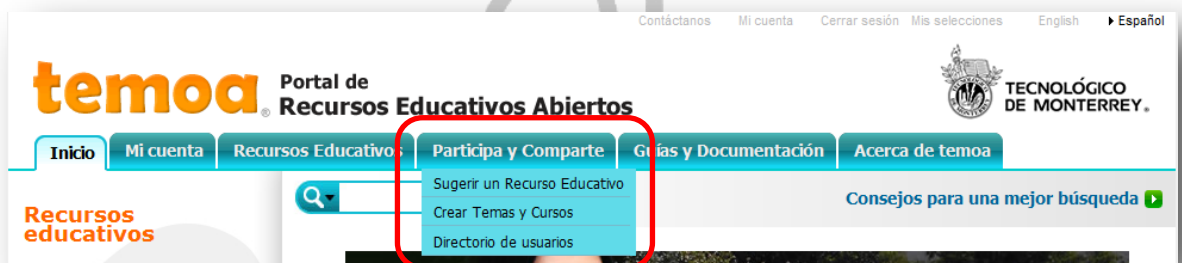 Contáctanos Mi cuenta Cerrar sesión Mis selecciones English Español
temoa® Portal de
Recursos Educativos Abiertos
TECNOLÓGICO
DE MONTERREY®
Inicio Mi cuenta Recursos Educativos Participa y Comparte Guías y Documentación Acerca de temoa
Sugerir un Recurso Educativo
Crear Temas y Cursos
Directorio de usuarios
Consejos para una mejor búsqueda
Recursos
educativos